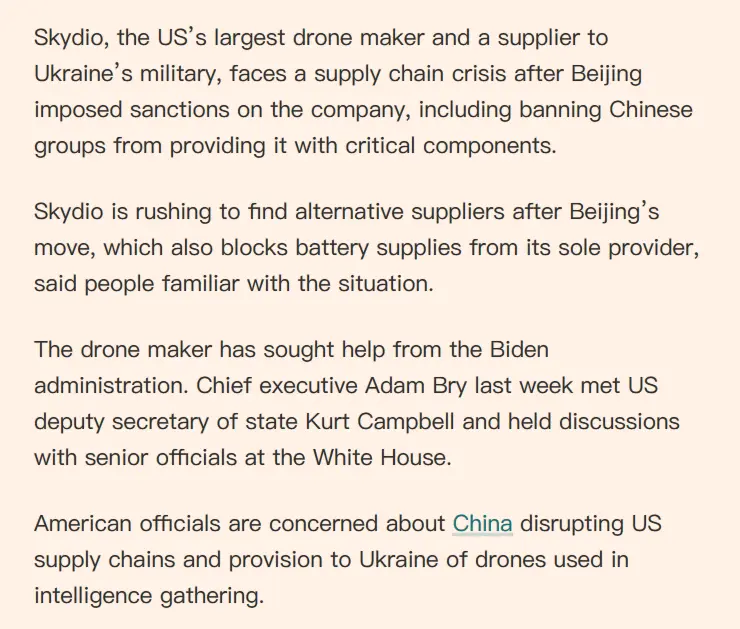 Skydio, the US’s largest drone maker and a supplier to
Ukraine’s military, faces a supply chain crisis after Beijing
imposed sanctions on the company, including banning Chinese
groups from providing it with critical components.
Skydio is rushing to find alternative suppliers after Beijing’s
move, which also blocks battery supplies from its sole provider,
said people familiar with the situation.
The drone maker has sought help from the Biden
administration. Chief executive Adam Bry last week met US
deputy secretary of state Kurt Campbell and held discussions
with senior officials at the White House.
American officials are concerned about China disrupting US
supply chains and provision to Ukraine of drones used in
intelligence gathering.